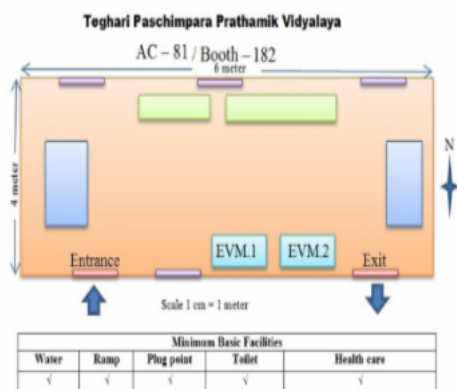 Teghari Paschimpara Prathamik Vidyalaya
AC – 81 / Booth –182
6 meter
4 meter
N
EVM.1 EVM.2
Entrance Exit
Scale 1 cm = 1 meter
Minimum Basic Facilities
Water Ramp Plug point Toilet Health care
√ √ √ √ √